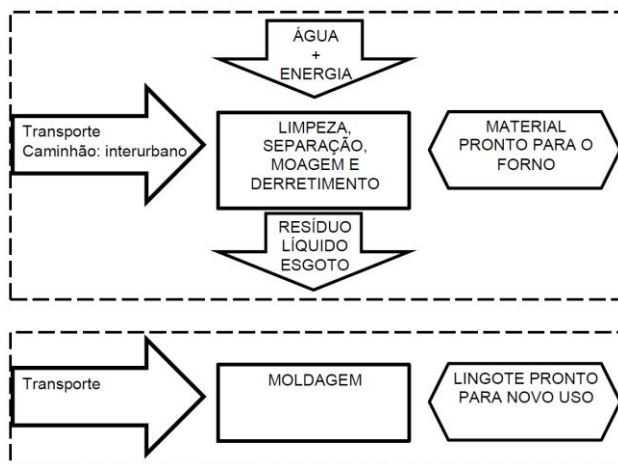 ÁGUA
+
ENERGIA
Transporte
Caminhão: interurbano
LIMPEZA,
SEPARAÇÃO,
MOAGEM E
DERRETIMENTO
MATERIAL
PRONTO PARA O
FORNO
RESÍDUO
LÍQUIDO
ESGOTO
Transporte
MOLDAGEM
LINGOTE PRONTO
PARA NOVO USO